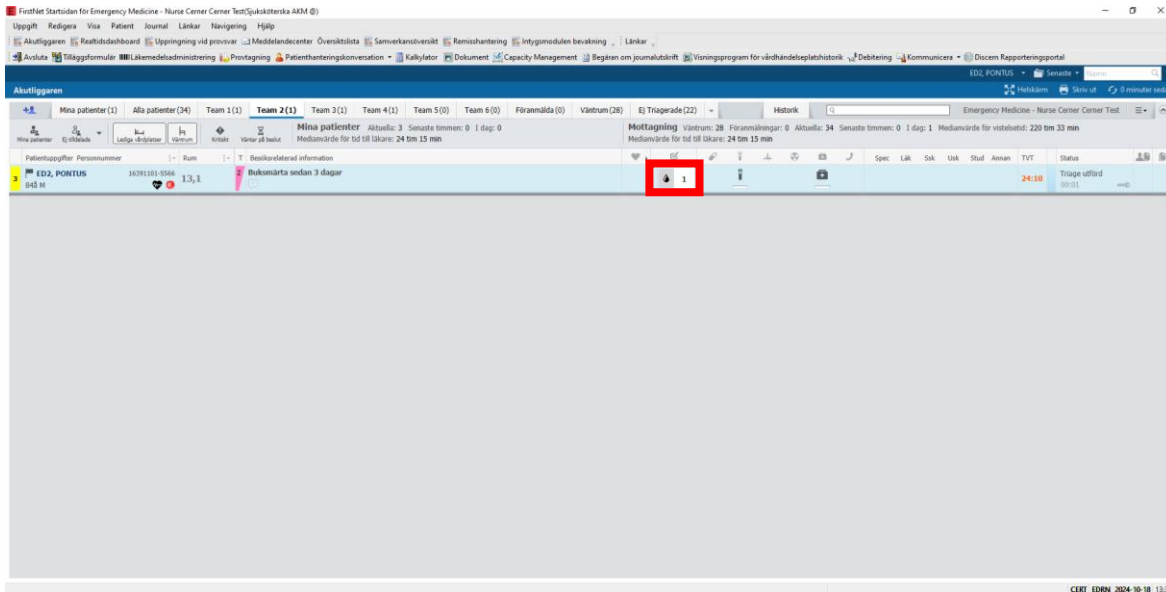 FirstNet Startsidan för Emergency Medicine - Nurse Cerner Cerner Test(Sjuksköterska AKM @)
Uppgift Redigera Visa Patient Journal Länkar Navigering Hjälp
Akutliggaren Realtidsdashboard Uppringning vid provsvar Meddelandecenter Översiktslista Samverkansöversikt Remisshantering Intygsmodulen bevakning Länkar
Avsluta Tilläggsformulär Läkemedelsadministrering Provtagning Patienthanteringskonversation Kalkylator Dokument Capacity Management Begäran om journalutskrift Visningsprogram för vårdhändelseplatshistorik Debitering Kommunicera Discern Rapporteringsportal
ED2, PONTUS Senaste Namn
Akutliggaren Helskärm Skriv ut 0 minuter seda
Mina patienter (1) Alla patienter (34) Team 1 (1) Team 2 (1) Team 3 (1) Team 4 (1) Team 5 (0) Team 6 (0) Föranmälda (0) Väntrum (28) Ej Triagerade (22) Historik Emergency Medicine - Nurse Cerner Cerner Test
Mina patienter Ej tilldelade Lediga vårdplatser Väntrum Kritiskt Väntar på beslut
Mina patienter Aktuella: 3 Senaste timmen: 0 I dag: 0
Medianvärde för tid till läkare: 24 tim 15 min
Mottagning Väntrum: 28 Föranmälningar: 0 Aktuella: 34 Senaste timmen: 0 I dag: 1 Medianvärde för vistelsetid: 220 tim 33 min
Medianvärde för tid till läkare: 24 tim 15 min
Patientuppgifter Personnummer Rum T Besöksrelaterad information Spec Läk Ssk Usk Stud Annan TVT Status
3 ED2, PONTUS 16391101-5566 13,1 2 Buksmärta sedan 3 dagar 1 24:10 Triage utförd
84å M 00:01
CERT EDRN 2024-10-18 13: